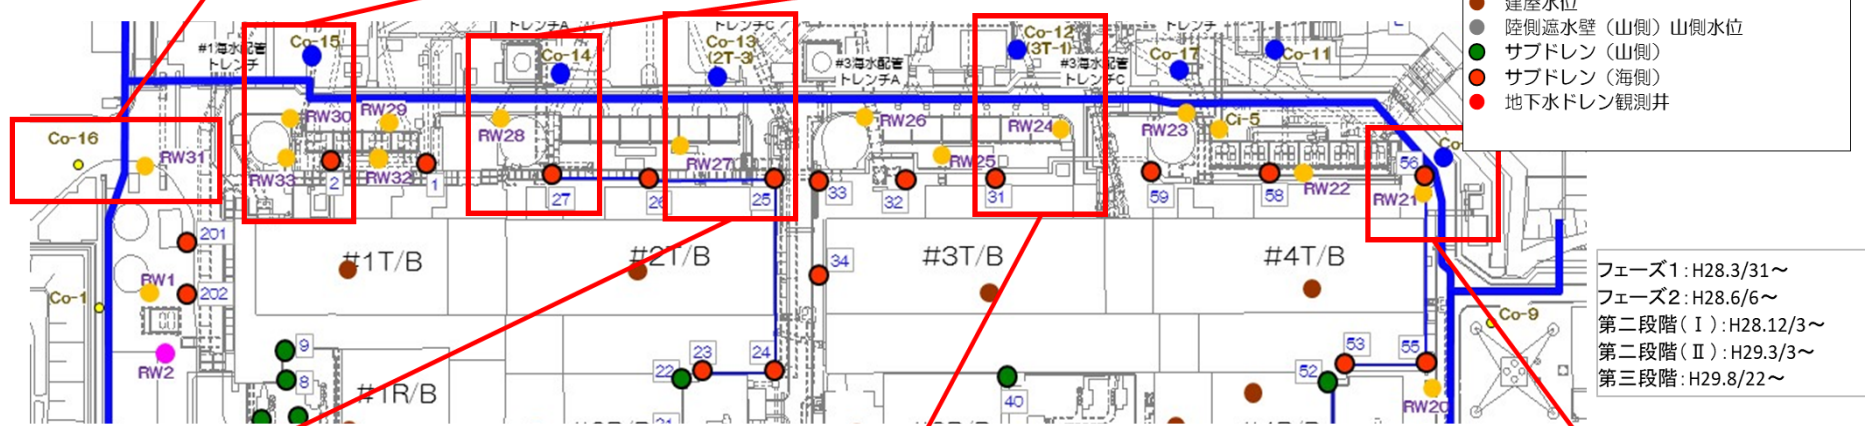 建屋水位
陸側遮水壁（山側）山側水位
サブドレン（山側）
サブドレン（海側）
地下水ドレン観測井
トレンチA
トレンチC
トレンチ
#1海水配管
トレンチ
Co-15
Co-14
Co-13
(2T-3)
#3海水配管
トレンチA
Co-12
(3T-1)
#3海水配管
トレンチC
Co-17
Co-11
Co-16
RW31
RW30
RW29
RW28
RW27
RW26
RW25
RW24
RW23
Ci-5
RW22
56
RW21
RW33
2
RW32
1
27
26
25
33
32
31
59
58
201
RW1
202
Co-1
RW2
#1T/B
#2T/B
34
#3T/B
#4T/B
フェーズ1：H28.3/31～
フェーズ2：H28.6/6～
第二段階（Ⅰ）：H28.12/3～
第二段階（Ⅱ）：H29.3/3～
第三段階：H29.8/22～
Co-9
9
8
#1R/B
22
23
24
40
52
53
55
RW20